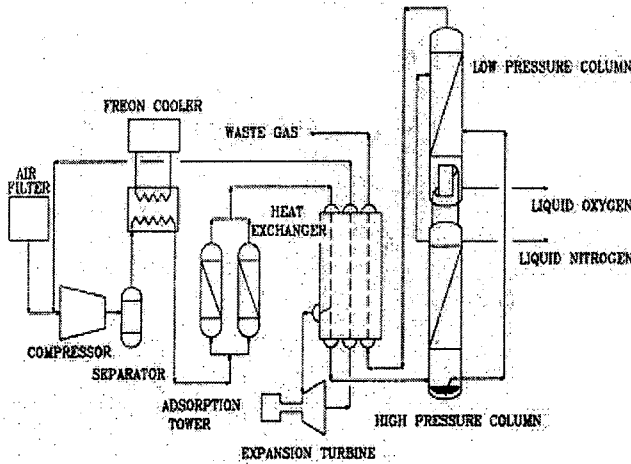 LOW PRESSURE COLUMN
FREON COOLER
WASTE GAS
AIR
FILTER
LIQUID OXYGEN
HEAT
EXCHANGER
LIQUID NITROGEN
COMPRESSOR
SEPARATOR
ADSORPTION
TOWER
HIGH PRESSURE COLUMN
EXPANSION TURBINE